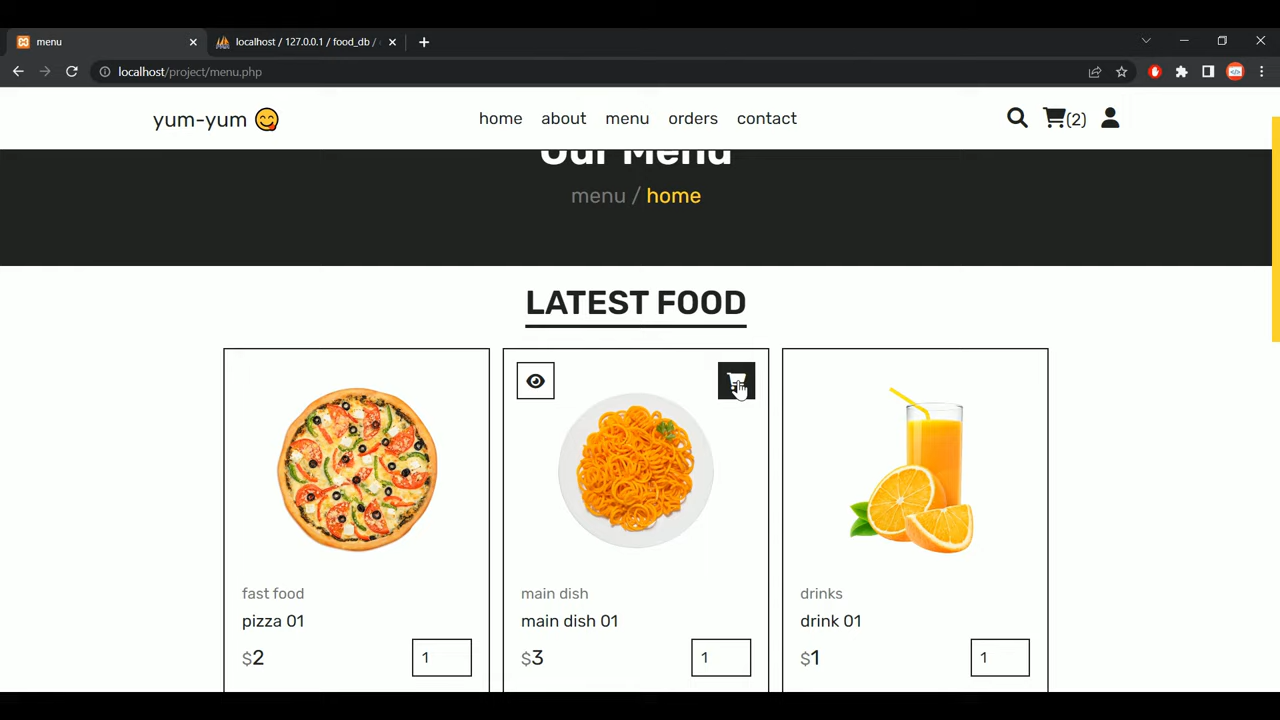 menu
localhost / 127.0.0.1 / food_db /
localhost/project/menu.php
yum-yum 😋
home about menu orders contact
(2)
Our Menu
menu / home
LATEST FOOD
fast food
pizza 01
$2
1
main dish
main dish 01
$3
1
drinks
drink 01
$1
1